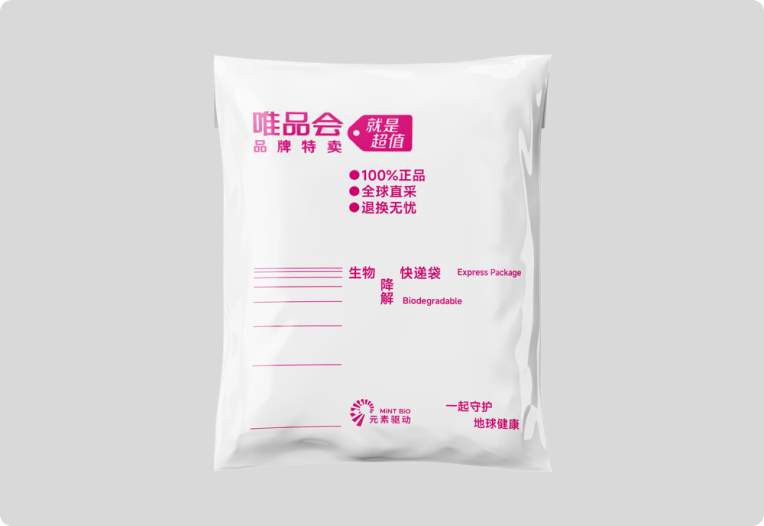 唯品会
品牌特卖
就是
超值
●100%正品
●全球直采
●退换无忧
生物 快递袋 Express Package
降
解 Biodegradable
MINT BIO
元素驱动
一起守护
地球健康